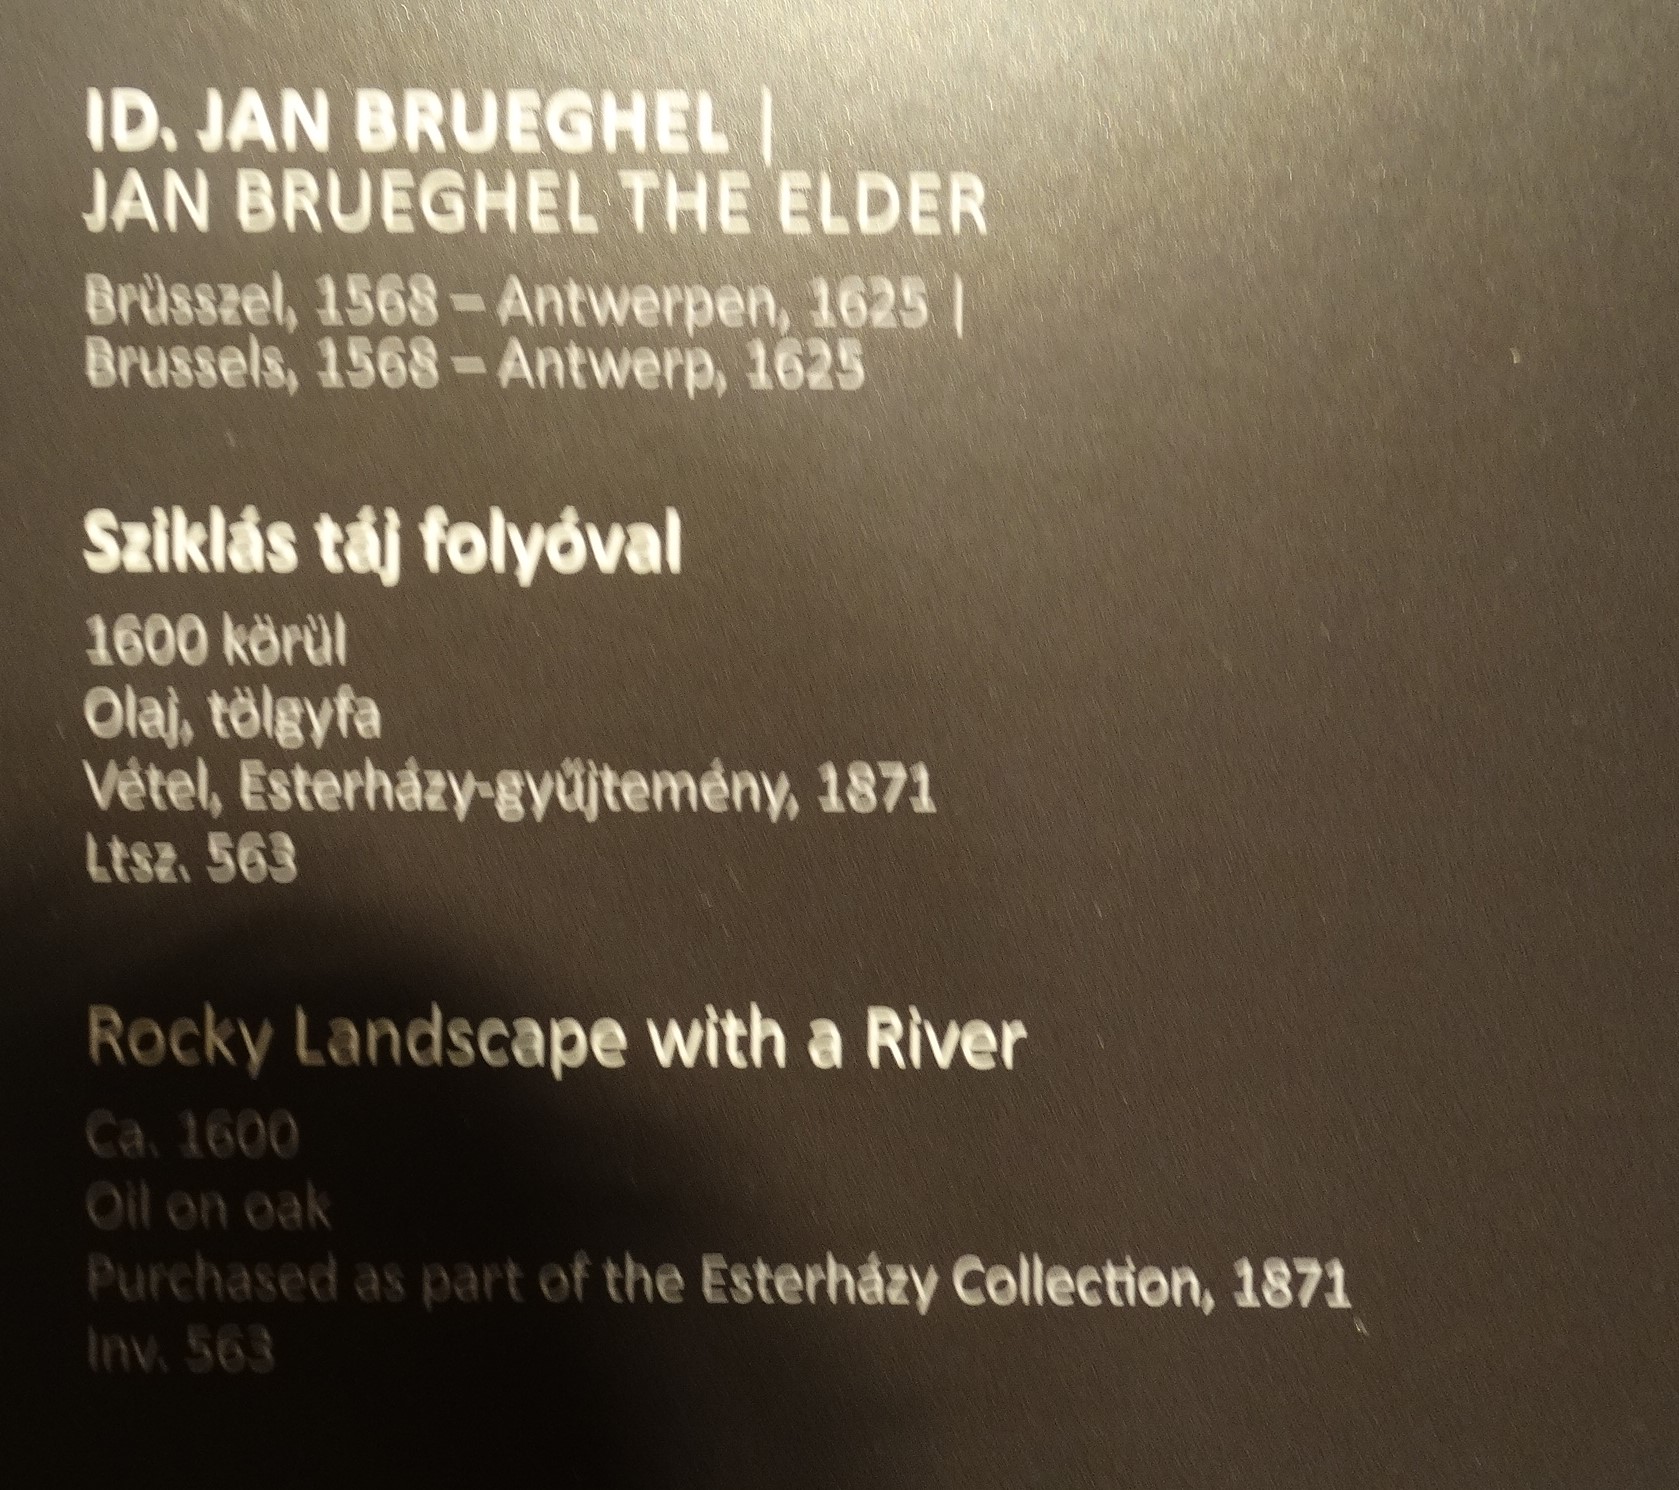 ID. JAN BRUEGHEL |
JAN BRUEGHEL THE ELDER
Brüsszel, 1568 – Antwerpen, 1625 |
Brussels, 1568 – Antwerp, 1625
Sziklás táj folyóval
1600 körül
Olaj, tölgyfa
Vétel, Esterházy-gyűjtemény, 1871
Ltsz. 563
Rocky Landscape with a River
Ca. 1600
Oil on oak
Purchased as part of the Esterházy Collection, 1871
Inv. 563